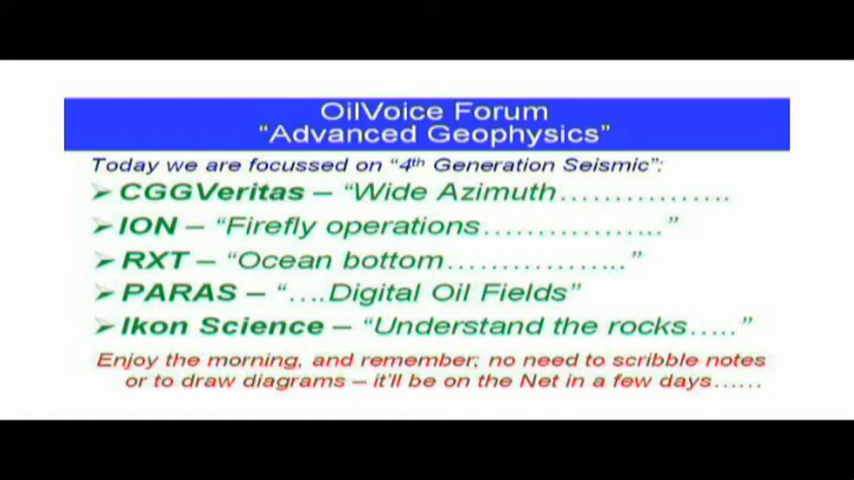 OilVoice Forum
“Advanced Geophysics”
Today we are focussed on “4th Generation Seismic”:
➢ CGGVeritas – “Wide Azimuth................
➢ ION – “Firefly operations.................”
➢ RXT – “Ocean bottom.................”
➢ PARAS – “....Digital Oil Fields”
➢ Ikon Science – “Understand the rocks.....”
Enjoy the morning, and remember; no need to scribble notes
or to draw diagrams – it’ll be on the Net in a few days......